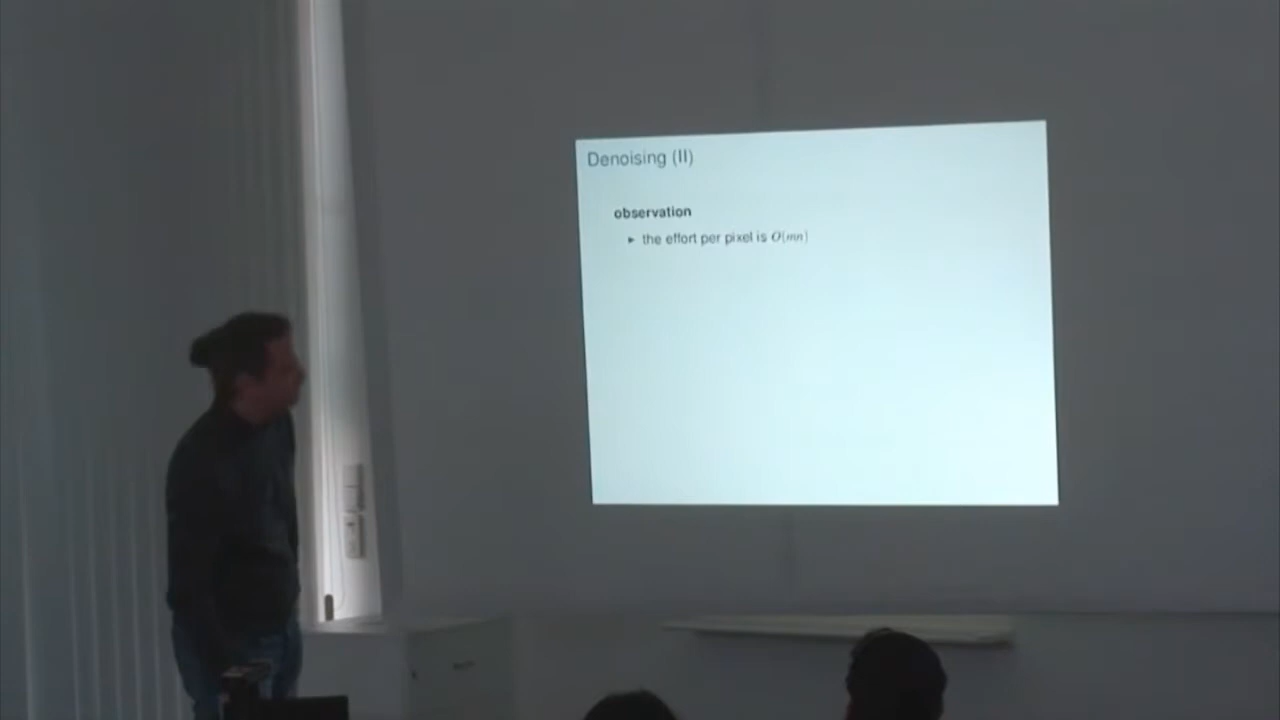 Denoising (II)
observation
▸ the effort per pixel is O(mn)